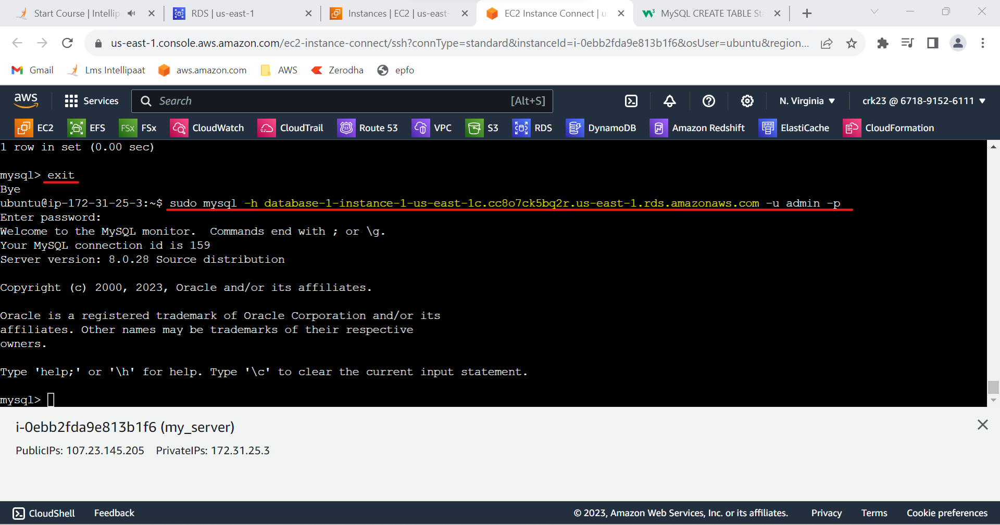 Start Course | Intellip
RDS | us-east-1
Instances | EC2 | us-east-
EC2 Instance Connect | u
MySQL CREATE TABLE Sta
us-east-1.console.aws.amazon.com/ec2-instance-connect/ssh?connType=standard&instanceId=i-0ebb2fda9e813b1f6&osUser=ubuntu&region...
Gmail
Lms Intellipaat
aws.amazon.com
AWS
Zerodha
epfo
aws
Services
Search
[Alt+S]
N. Virginia
crk23 @ 6718-9152-6111
EC2
EFS
FSx FSx
CloudWatch
CloudTrail
53 Route 53
VPC
S3
RDS
DynamoDB
Amazon Redshift
ElastiCache
CloudFormation
1 row in set (0.00 sec)
mysql> exit
Bye
ubuntu@ip-172-31-25-3:~$ sudo mysql -h database-1-instance-1-us-east-1c.cc8o7ck5bq2r.us-east-1.rds.amazonaws.com -u admin -p
Enter password:
Welcome to the MySQL monitor.  Commands end with ; or \g.
Your MySQL connection id is 159
Server version: 8.0.28 Source distribution
Copyright (c) 2000, 2023, Oracle and/or its affiliates.
Oracle is a registered trademark of Oracle Corporation and/or its
affiliates. Other names may be trademarks of their respective
owners.
Type 'help;' or '\h' for help. Type '\c' to clear the current input statement.
mysql>
i-0ebb2fda9e813b1f6 (my_server)
PublicIPs: 107.23.145.205 PrivateIPs: 172.31.25.3
CloudShell
Feedback
© 2023, Amazon Web Services, Inc. or its affiliates.
Privacy
Terms
Cookie preferences